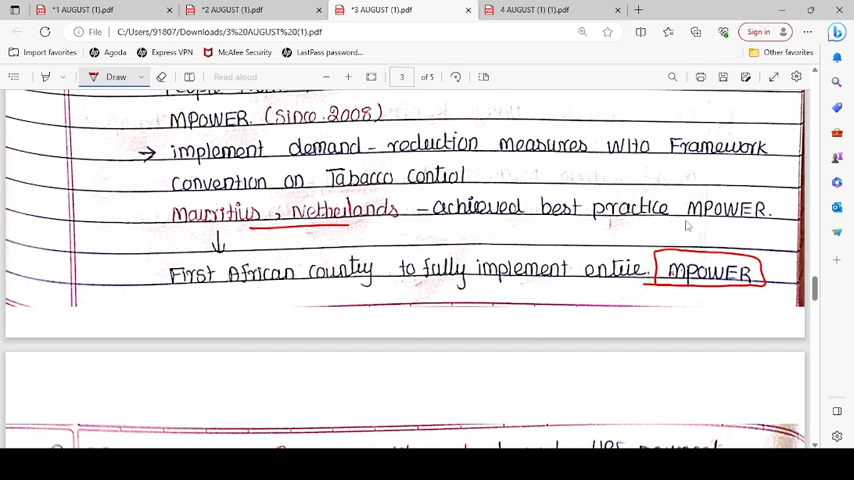 *1 AUGUST (1).pdf
*2 AUGUST (1).pdf
*3 AUGUST (1).pdf
4 AUGUST (1) (1).pdf
File
C:/Users/91807/Downloads/3%20AUGUST%20(1).pdf
Sign in
Import favorites
Agoda
Express VPN
McAfee Security
LastPass password...
Other favorites
Draw
Read aloud
3 of 5
MPOWER. (Since 2008)
→ implement demand-reduction measures WHO Framework
Convention on Tobacco Control
Mauritius, Netherlands - achieved best practice MPOWER.
↓
First African country to fully implement entire. MPOWER